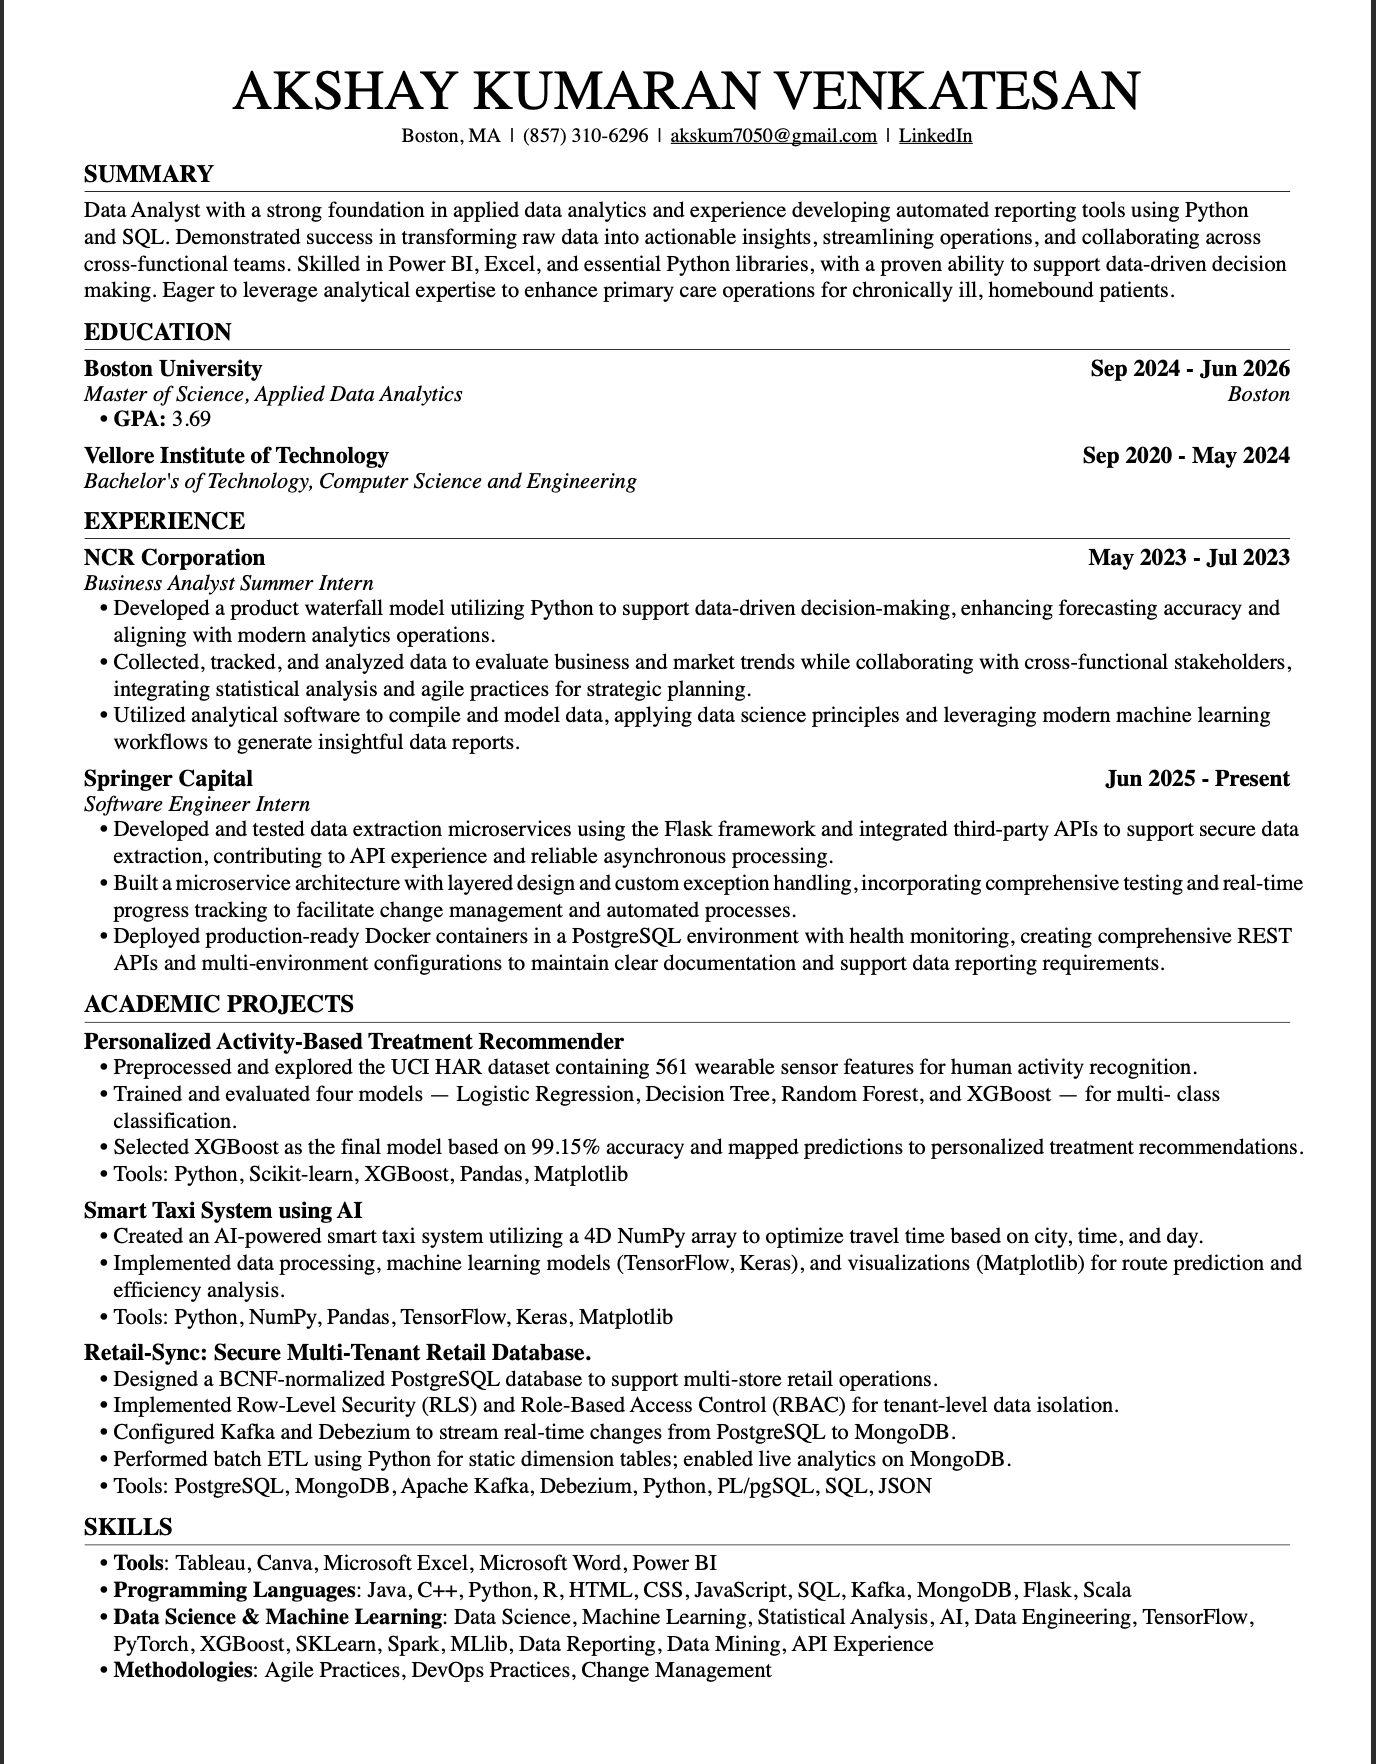 AKSHAY KUMARAN VENKATESAN
Boston, MA | (857) 310-6296 | akskum7050@gmail.com | LinkedIn
SUMMARY
Data Analyst with a strong foundation in applied data analytics and experience developing automated reporting tools using Python
and SQL. Demonstrated success in transforming raw data into actionable insights, streamlining operations, and collaborating across
cross-functional teams. Skilled in Power BI, Excel, and essential Python libraries, with a proven ability to support data-driven decision
making. Eager to leverage analytical expertise to enhance primary care operations for chronically ill, homebound patients.
EDUCATION
Boston University Sep 2024 - Jun 2026
Master of Science, Applied Data Analytics Boston
• GPA: 3.69
Vellore Institute of Technology Sep 2020 - May 2024
Bachelor's of Technology, Computer Science and Engineering
EXPERIENCE
NCR Corporation May 2023 - Jul 2023
Business Analyst Summer Intern
• Developed a product waterfall model utilizing Python to support data-driven decision-making, enhancing forecasting accuracy and
aligning with modern analytics operations.
• Collected, tracked, and analyzed data to evaluate business and market trends while collaborating with cross-functional stakeholders,
integrating statistical analysis and agile practices for strategic planning.
• Utilized analytical software to compile and model data, applying data science principles and leveraging modern machine learning
workflows to generate insightful data reports.
Springer Capital Jun 2025 - Present
Software Engineer Intern
• Developed and tested data extraction microservices using the Flask framework and integrated third-party APIs to support secure data
extraction, contributing to API experience and reliable asynchronous processing.
• Built a microservice architecture with layered design and custom exception handling, incorporating comprehensive testing and real-time
progress tracking to facilitate change management and automated processes.
• Deployed production-ready Docker containers in a PostgreSQL environment with health monitoring, creating comprehensive REST
APIs and multi-environment configurations to maintain clear documentation and support data reporting requirements.
ACADEMIC PROJECTS
Personalized Activity-Based Treatment Recommender
• Preprocessed and explored the UCI HAR dataset containing 561 wearable sensor features for human activity recognition.
• Trained and evaluated four models — Logistic Regression, Decision Tree, Random Forest, and XGBoost — for multi- class
classification.
• Selected XGBoost as the final model based on 99.15% accuracy and mapped predictions to personalized treatment recommendations.
• Tools: Python, Scikit-learn, XGBoost, Pandas, Matplotlib
Smart Taxi System using AI
• Created an AI-powered smart taxi system utilizing a 4D NumPy array to optimize travel time based on city, time, and day.
• Implemented data processing, machine learning models (TensorFlow, Keras), and visualizations (Matplotlib) for route prediction and
efficiency analysis.
• Tools: Python, NumPy, Pandas, TensorFlow, Keras, Matplotlib
Retail-Sync: Secure Multi-Tenant Retail Database.
• Designed a BCNF-normalized PostgreSQL database to support multi-store retail operations.
• Implemented Row-Level Security (RLS) and Role-Based Access Control (RBAC) for tenant-level data isolation.
• Configured Kafka and Debezium to stream real-time changes from PostgreSQL to MongoDB.
• Performed batch ETL using Python for static dimension tables; enabled live analytics on MongoDB.
• Tools: PostgreSQL, MongoDB, Apache Kafka, Debezium, Python, PL/pgSQL, SQL, JSON
SKILLS
• Tools: Tableau, Canva, Microsoft Excel, Microsoft Word, Power BI
• Programming Languages: Java, C++, Python, R, HTML, CSS, JavaScript, SQL, Kafka, MongoDB, Flask, Scala
• Data Science & Machine Learning: Data Science, Machine Learning, Statistical Analysis, AI, Data Engineering, TensorFlow,
PyTorch, XGBoost, SKLearn, Spark, MLlib, Data Reporting, Data Mining, API Experience
• Methodologies: Agile Practices, DevOps Practices, Change Management